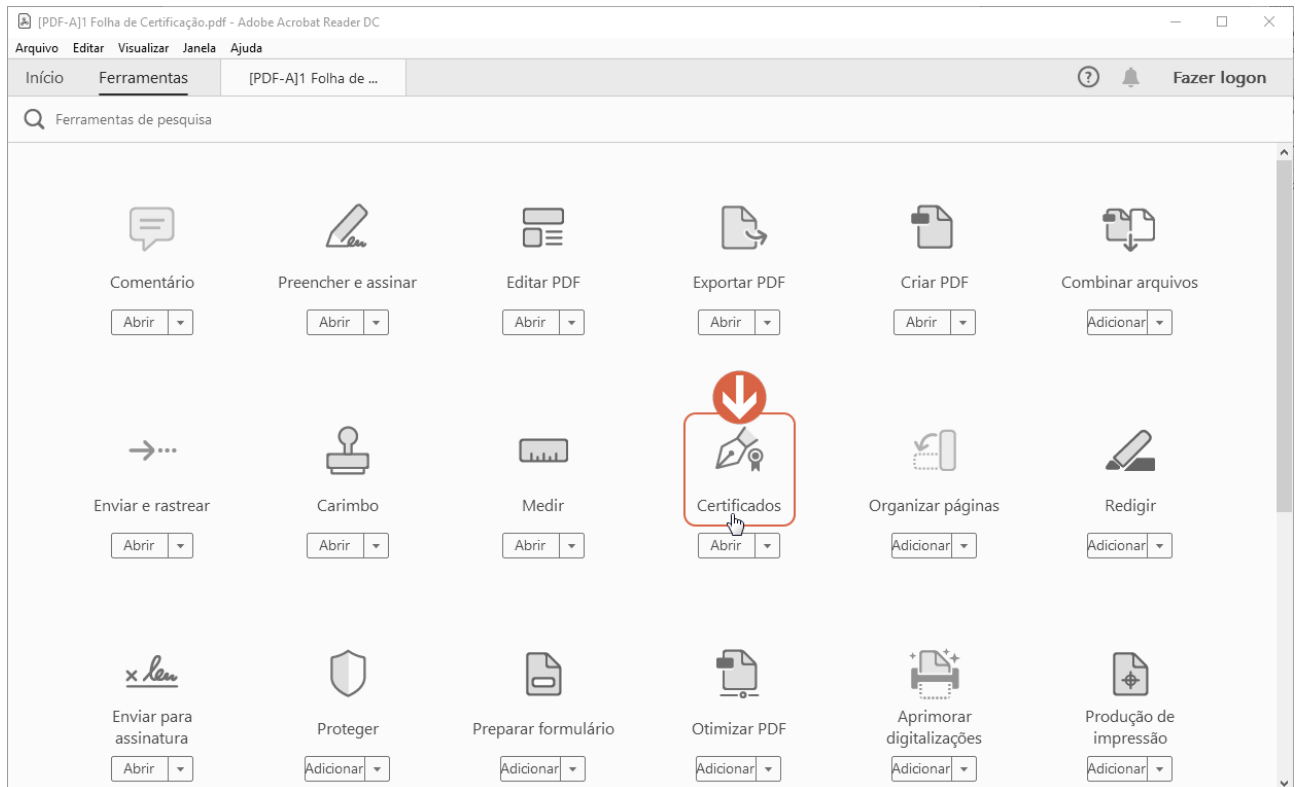 [PDF-A]1 Folha de Certificação.pdf - Adobe Acrobat Reader DC
Arquivo Editar Visualizar Janela Ajuda
Início Ferramentas [PDF-A]1 Folha de ... Fazer logon
Ferramentas de pesquisa
Comentário Preencher e assinar Editar PDF Exportar PDF Criar PDF Combinar arquivos
Abrir Abrir Abrir Abrir Abrir Adicionar
Enviar e rastrear Carimbo Medir Certificados Organizar páginas Redigir
Abrir Abrir Abrir Abrir Adicionar Adicionar
Enviar para assinatura Proteger Preparar formulário Otimizar PDF Aprimorar digitalizações Produção de impressão
Abrir Adicionar Adicionar Adicionar Adicionar Adicionar